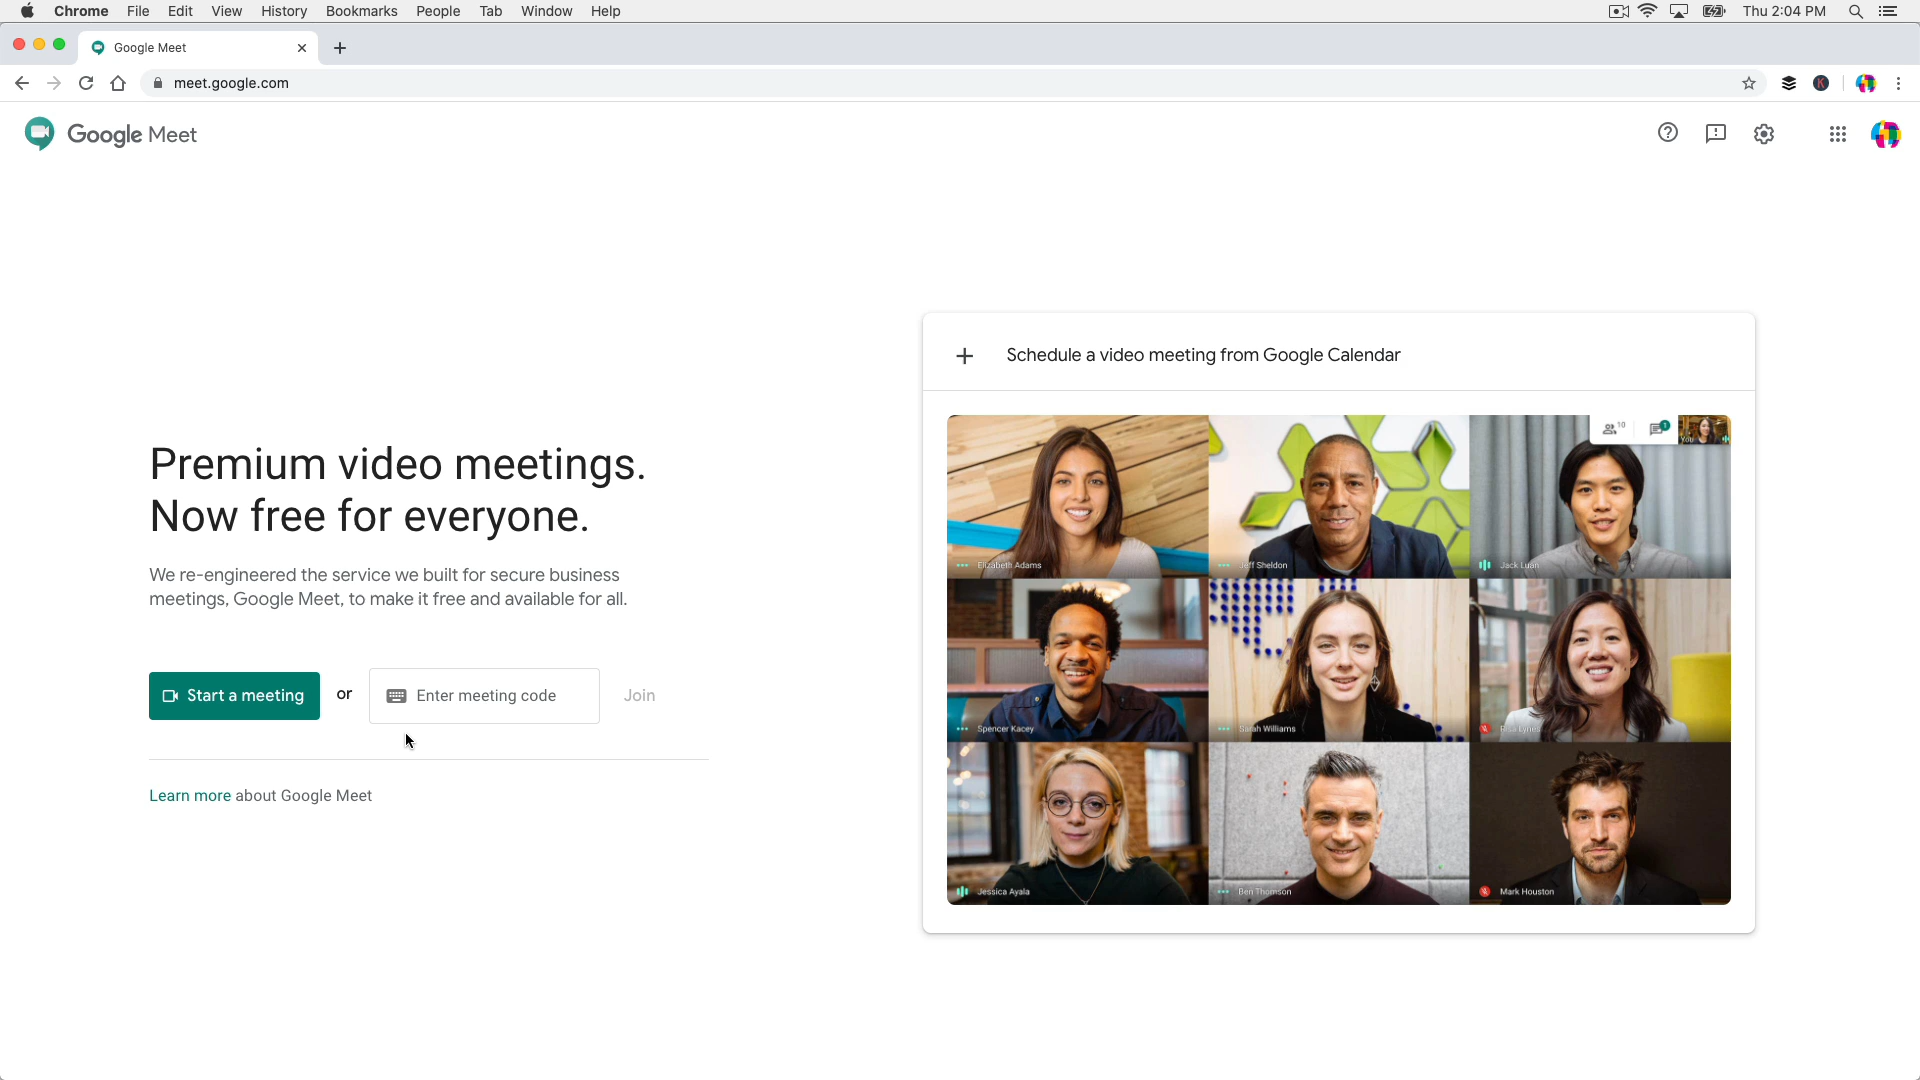 Chrome File Edit View History Bookmarks People Tab Window Help
Thu 2:04 PM
Google Meet
meet.google.com
Google Meet
Schedule a video meeting from Google Calendar
10
1
You
Elizabeth Adams
Jeff Sheldon
Jack Luan
Premium video meetings.
Now free for everyone.
We re-engineered the service we built for secure business
meetings, Google Meet, to make it free and available for all.
Start a meeting or Enter meeting code Join
Spencer Kacey
Sarah Williams
Learn more about Google Meet
Jessica Ayala
Ben Thomson
Mark Houston